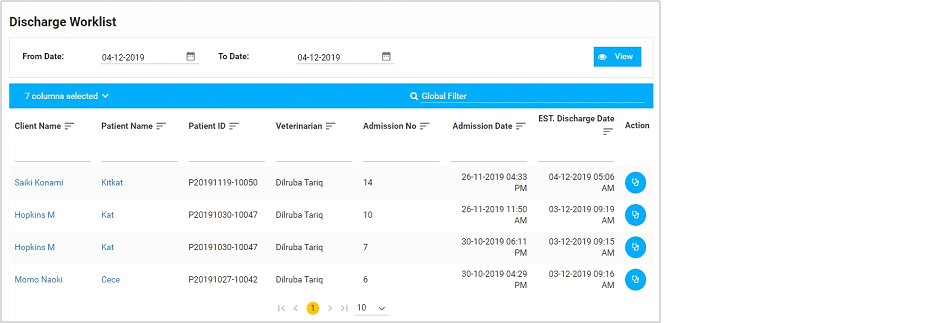 Discharge Worklist
From Date: 04-12-2019 To Date: 04-12-2019 View
7 columns selected Global Filter
Client Name Patient Name Patient ID Veterinarian Admission No Admission Date EST. Discharge Date Action
Saiki Konami Kitkat P20191119-10050 Dilruba Tariq 14 26-11-2019 04:33 PM 04-12-2019 05:06 AM
Hopkins M Kat P20191030-10047 Dilruba Tariq 10 26-11-2019 11:50 AM 03-12-2019 09:19 AM
Hopkins M Kat P20191030-10047 Dilruba Tariq 7 30-10-2019 06:11 PM 03-12-2019 09:15 AM
Momo Naoki Cece P20191027-10042 Dilruba Tariq 6 30-10-2019 04:29 PM 03-12-2019 09:16 AM
1 10